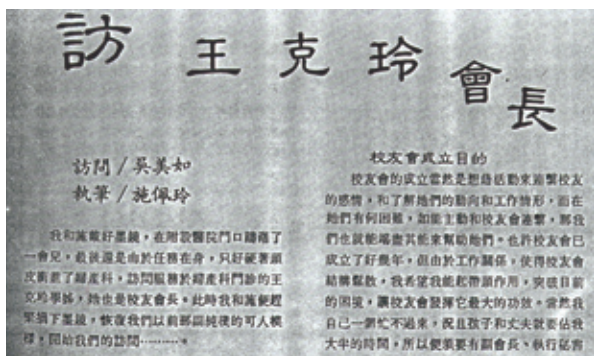 訪王克玲會長
訪問/吳美如
執筆/施佩玲
我和施戴好墨鏡，在附設醫院門口躊躇了
一會兒，最後還是由於任務在身，只好硬著頭
皮衝進了婦產科，訪問服務於婦產科門診的王
克玲學姊，她也是校友會長。此時我和施便趕
緊摘下墨鏡，恢復我們以前那副純樸的可人模
樣，開始我們的訪問………。
校友會成立目的
校友會的成立當然是想藉活動來連繫校友
的感情，和了解她們的動向和工作情形，而在
她們有何困難，如能主動和校友會連繫，那我
們也就能竭盡其能來幫助她們。也許校友會已
成立了好幾年，但由於工作關係，使得校友會
結構鬆散，我希望我能起帶頭作用，突破目前
的困境，讓校友會發揮它最大的功效。當然我
自己一個忙不過來，況且孩子和丈夫就要佔我
大半的時間，所以便須要有副會長、執行秘書